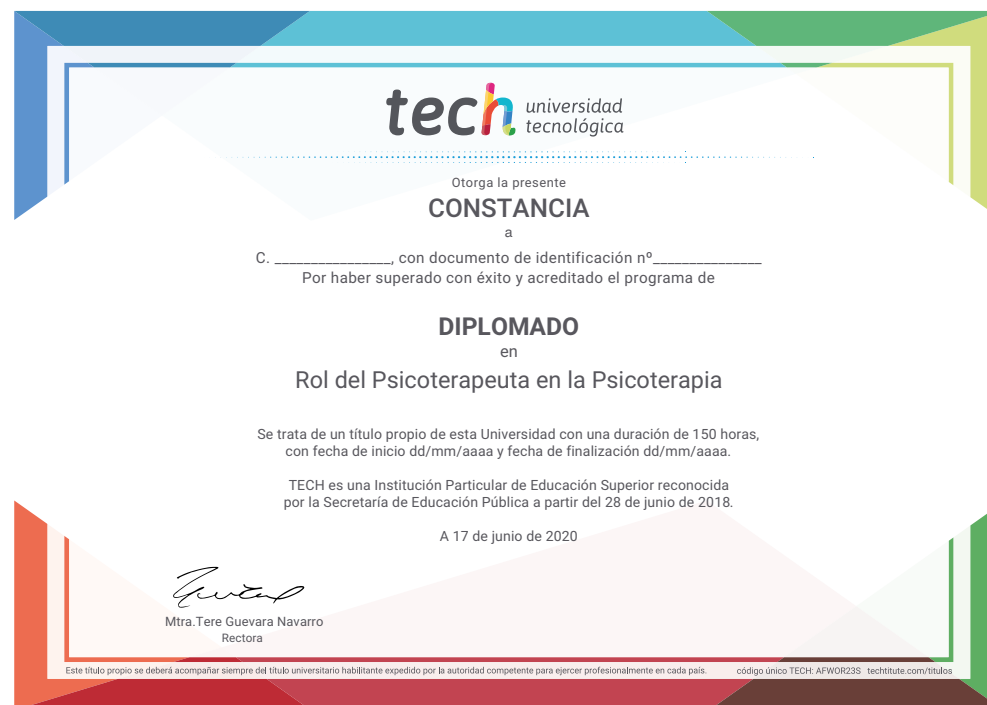 tech universidad
tecnológica
Otorga la presente
CONSTANCIA
a
C. ________________, con documento de identificación nº_______________
Por haber superado con éxito y acreditado el programa de
DIPLOMADO
en
Rol del Psicoterapeuta en la Psicoterapia
Se trata de un título propio de esta Universidad con una duración de 150 horas,
con fecha de inicio dd/mm/aaaa y fecha de finalización dd/mm/aaaa.
TECH es una Institución Particular de Educación Superior reconocida
por la Secretaría de Educación Pública a partir del 28 de junio de 2018.
A 17 de junio de 2020
Mtra.Tere Guevara Navarro
Rectora
Este título propio se deberá acompañar siempre del título universitario habilitante expedido por la autoridad competente para ejercer profesionalmente en cada país. código único TECH: AFWOR23S techtitute.com/titulos